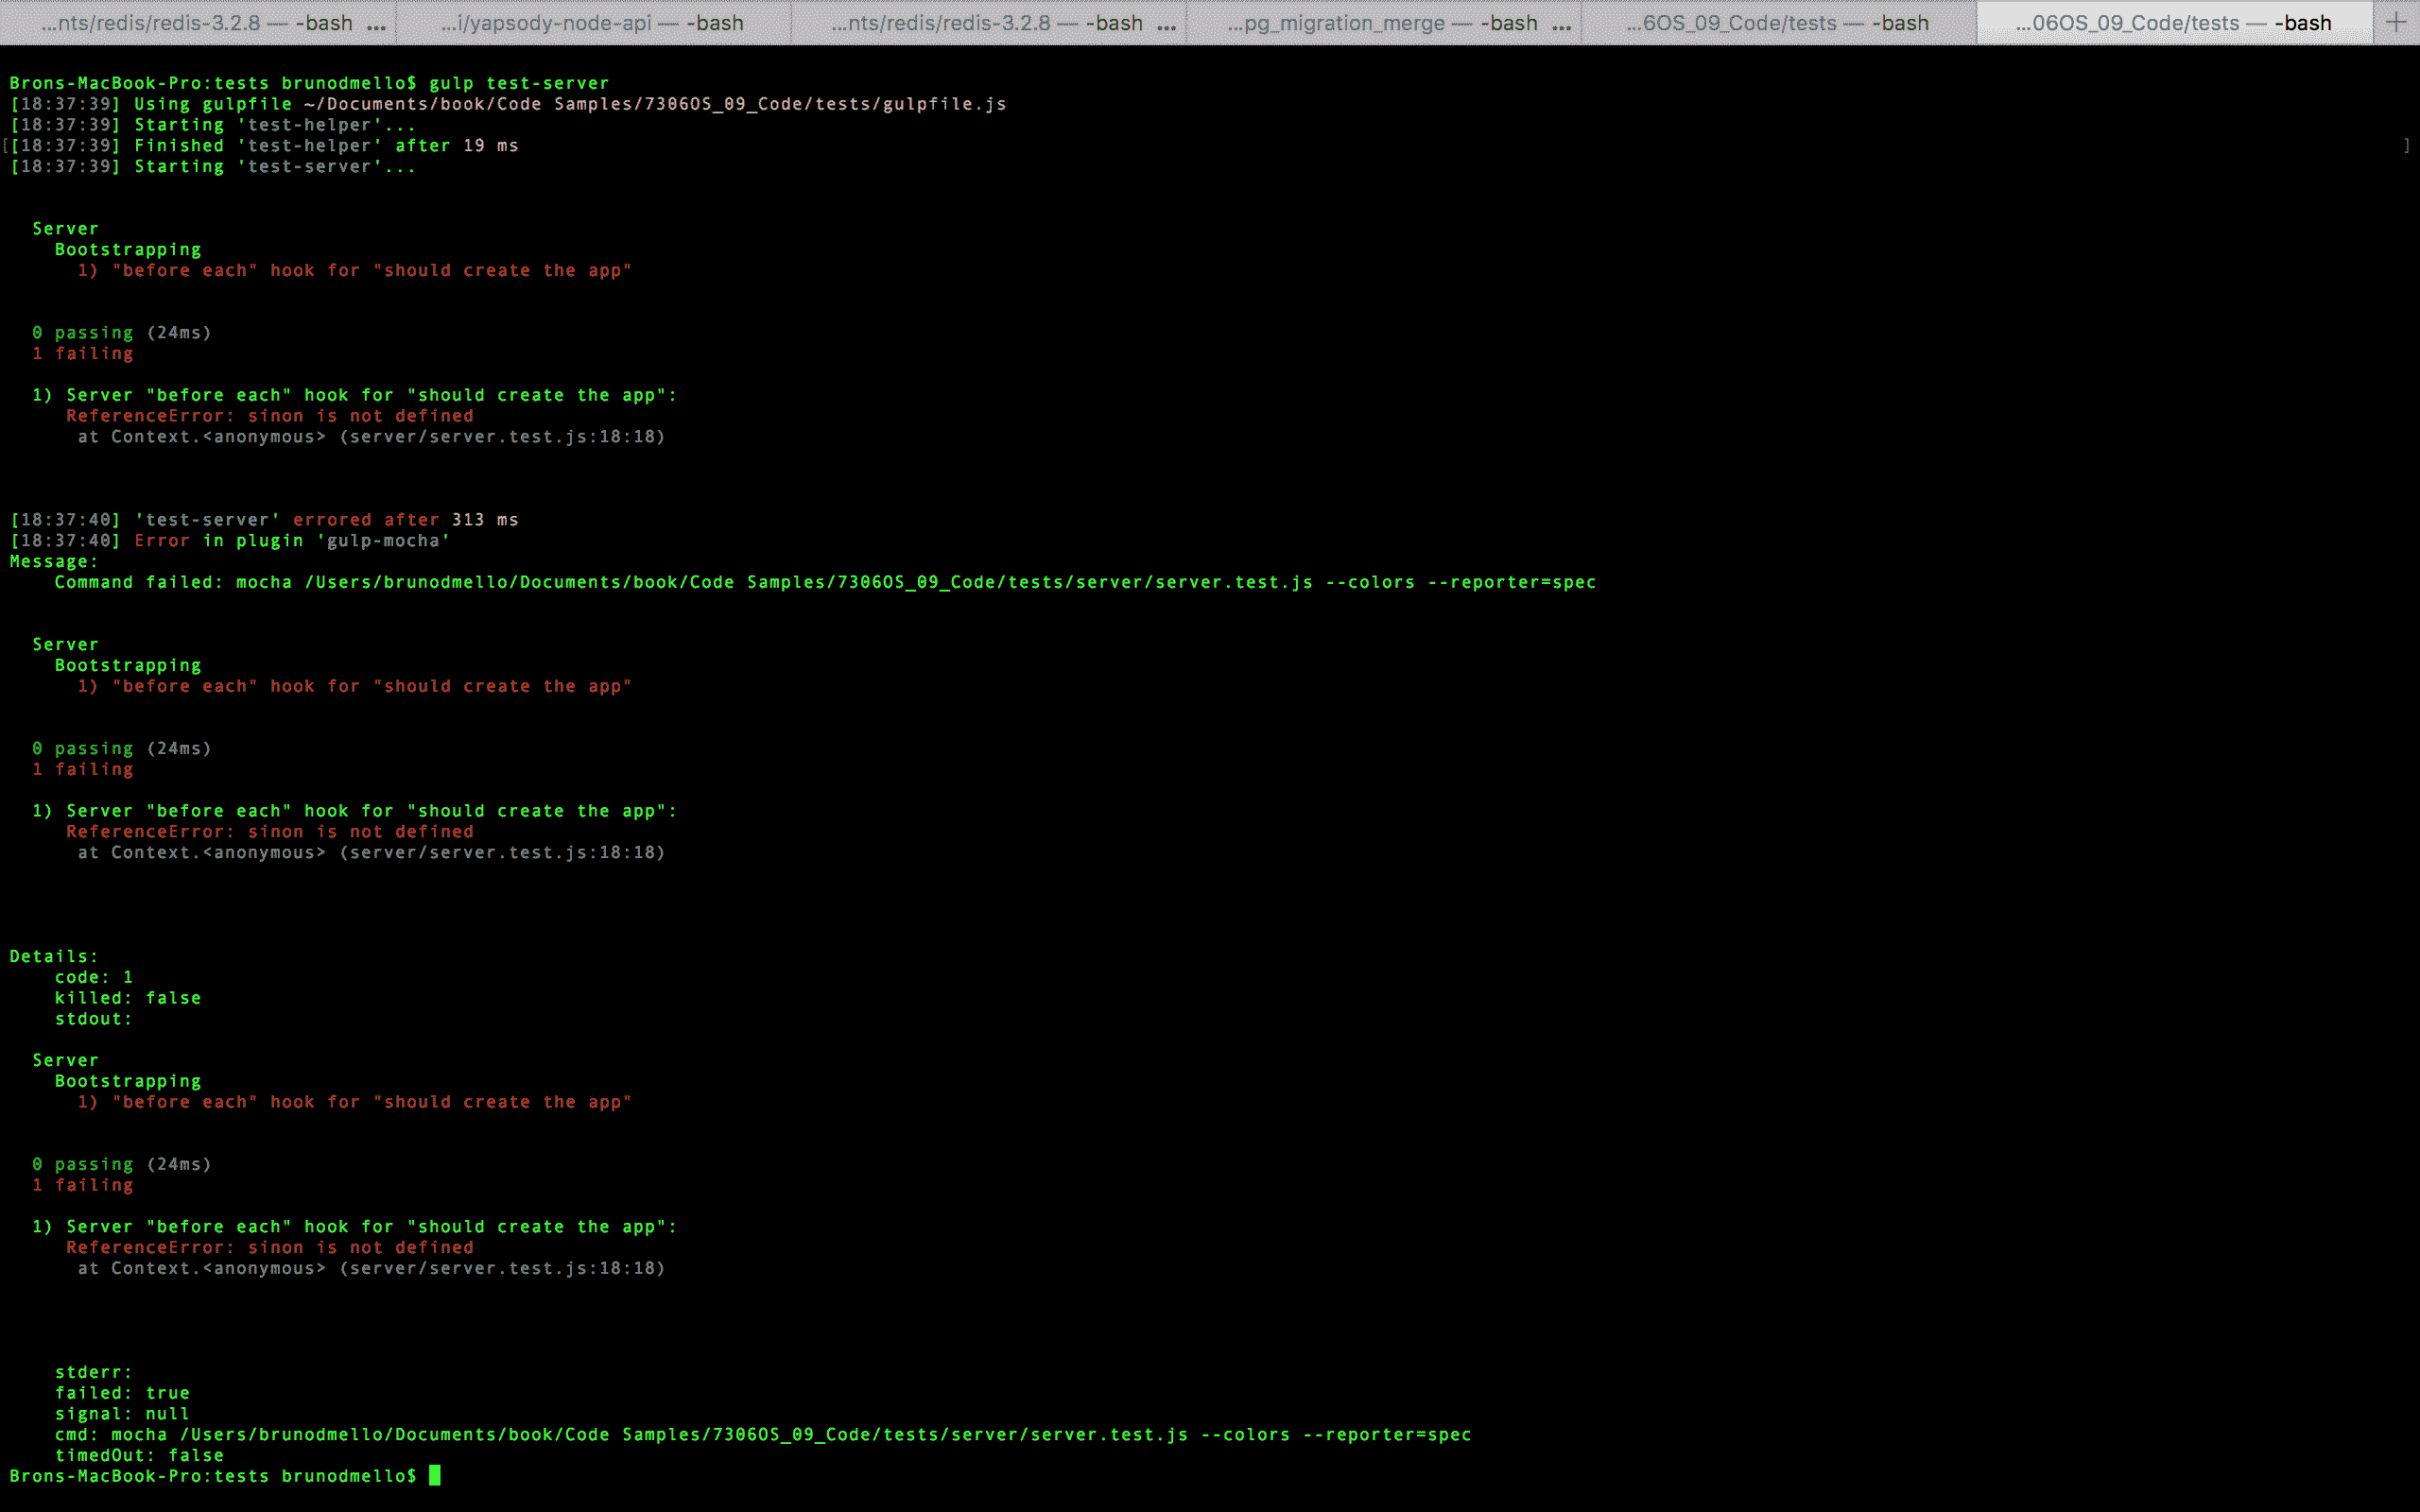 ...nts/redis/redis-3.2.8 — -bash ... ...i/yapsody-node-api — -bash ...nts/redis/redis-3.2.8 — -bash ... ...pg_migration_merge — -bash ... ...6OS_09_Code/tests — -bash ...06OS_09_Code/tests — -bash +
Brons-MacBook-Pro:tests brunodmello$ gulp test-server
[18:37:39] Using gulpfile ~/Documents/book/Code Samples/7306OS_09_Code/tests/gulpfile.js
[18:37:39] Starting 'test-helper'...
[[18:37:39] Finished 'test-helper' after 19 ms ]
[18:37:39] Starting 'test-server'...
Server
Bootstrapping
1) "before each" hook for "should create the app"
0 passing (24ms)
1 failing
1) Server "before each" hook for "should create the app":
ReferenceError: sinon is not defined
at Context.<anonymous> (server/server.test.js:18:18)
[18:37:40] 'test-server' errored after 313 ms
[18:37:40] Error in plugin 'gulp-mocha'
Message:
Command failed: mocha /Users/brunodmello/Documents/book/Code Samples/7306OS_09_Code/tests/server/server.test.js --colors --reporter=spec
Server
Bootstrapping
1) "before each" hook for "should create the app"
0 passing (24ms)
1 failing
1) Server "before each" hook for "should create the app":
ReferenceError: sinon is not defined
at Context.<anonymous> (server/server.test.js:18:18)
Details:
code: 1
killed: false
stdout:
Server
Bootstrapping
1) "before each" hook for "should create the app"
0 passing (24ms)
1 failing
1) Server "before each" hook for "should create the app":
ReferenceError: sinon is not defined
at Context.<anonymous> (server/server.test.js:18:18)
stderr:
failed: true
signal: null
cmd: mocha /Users/brunodmello/Documents/book/Code Samples/7306OS_09_Code/tests/server/server.test.js --colors --reporter=spec
timedOut: false
Brons-MacBook-Pro:tests brunodmello$